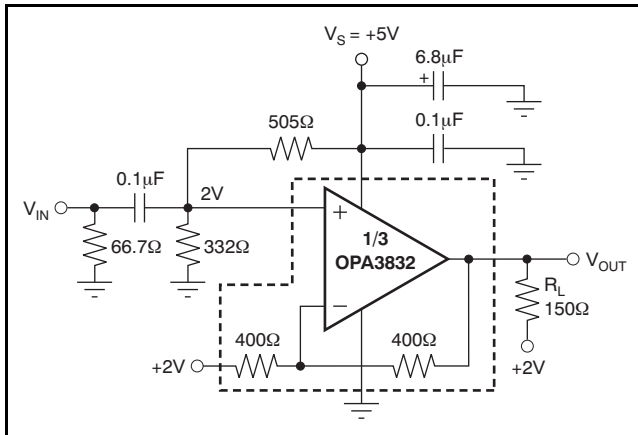 V_S = +5V
6.8μF
+
505Ω
0.1μF
0.1μF
2V
V_IN
66.7Ω
332Ω
+
1/3
OPA3832
−
V_OUT
R_L
150Ω
400Ω
400Ω
+2V
+2V